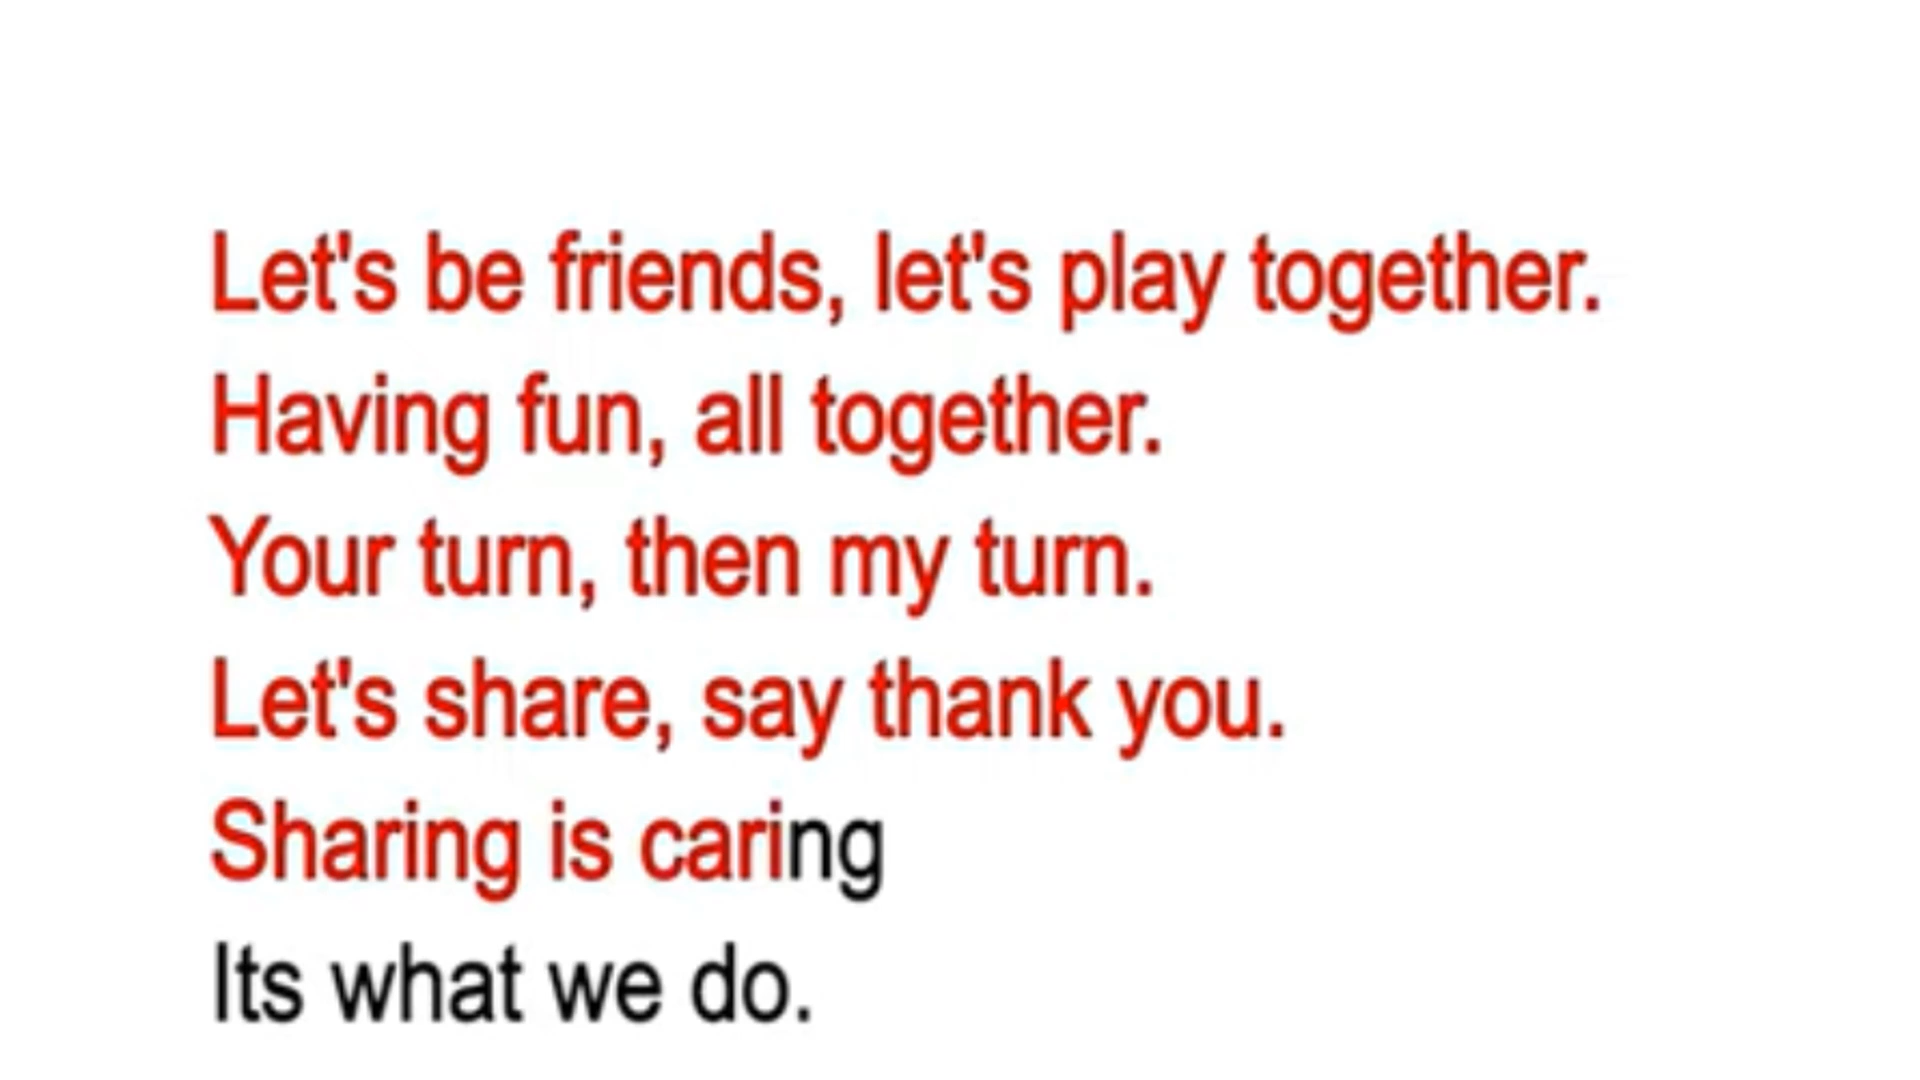 Let's be friends, let's play together.
Having fun, all together.
Your turn, then my turn.
Let's share, say thank you.
Sharing is caring
Its what we do.